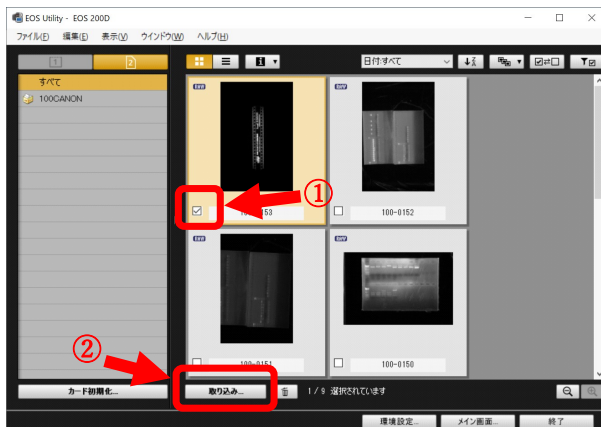 EOS Utility - EOS 200D
ファイル(F) 編集(E) 表示(V) ウインドウ(W) ヘルプ(H)
1 2
日付:すべて
すべて
100CANON
①
100-0152
②
100-0151
100-0150
カード初期化...
取り込み...
1 / 9 選択されています
環境設定...
メイン画面...
終了